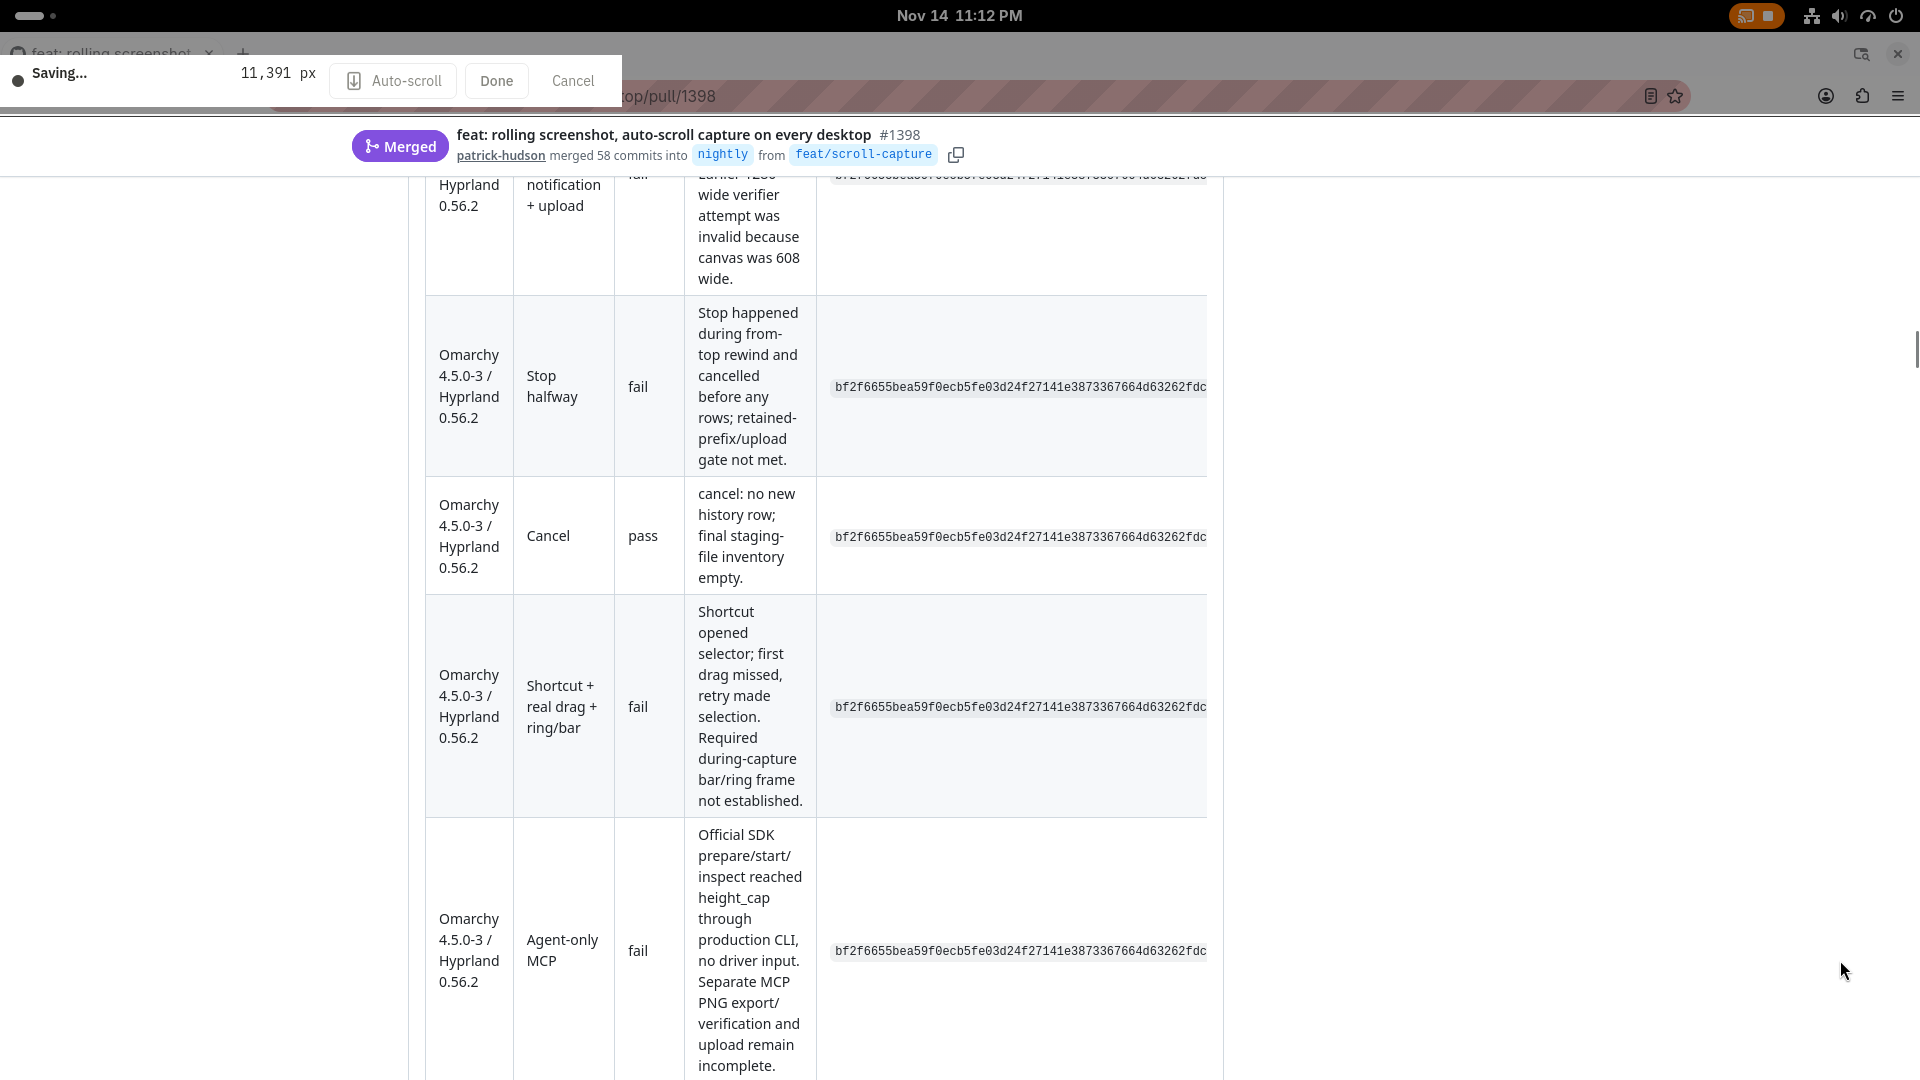 Nov 14 11:12 PM
feat: rolling screenshot
Saving...
11,391 px
Auto-scroll
Done
Cancel
op/pull/1398
Merged
feat: rolling screenshot, auto-scroll capture on every desktop #1398
patrick-hudson merged 58 commits into nightly from feat/scroll-capture
Hyprland
0.56.2
notification
+ upload
wide verifier
attempt was
invalid because
canvas was 608
wide.
Omarchy
4.5.0-3 /
Hyprland
0.56.2
Stop
halfway
fail
Stop happened
during from-
top rewind and
cancelled
before any
rows; retained-
prefix/upload
gate not met.
bf2f6655bea59f0ecb5fe03d24f27141e3873367664d63262fdc
Omarchy
4.5.0-3 /
Hyprland
0.56.2
Cancel
pass
cancel: no new
history row;
final staging-
file inventory
empty.
bf2f6655bea59f0ecb5fe03d24f27141e3873367664d63262fdc
Omarchy
4.5.0-3 /
Hyprland
0.56.2
Shortcut +
real drag +
ring/bar
fail
Shortcut
opened
selector; first
drag missed,
retry made
selection.
Required
during-capture
bar/ring frame
not established.
bf2f6655bea59f0ecb5fe03d24f27141e3873367664d63262fdc
Omarchy
4.5.0-3 /
Hyprland
0.56.2
Agent-only
MCP
fail
Official SDK
prepare/start/
inspect reached
height_cap
through
production CLI,
no driver input.
Separate MCP
PNG export/
verification and
upload remain
incomplete.
bf2f6655bea59f0ecb5fe03d24f27141e3873367664d63262fdc